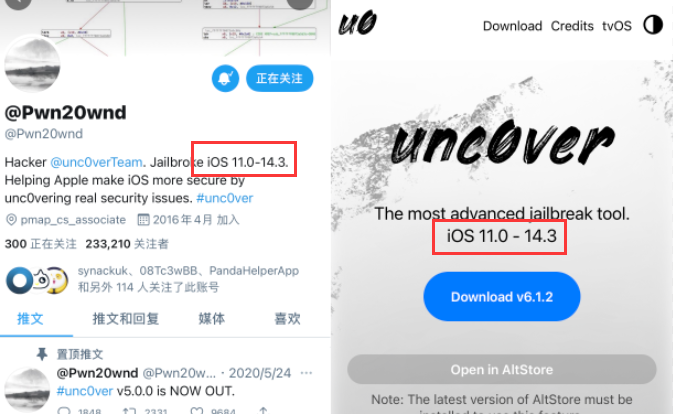 @Pwn20wnd
正在关注
@Pwn20wnd
Hacker @unc0verTeam. Jailbroke iOS 11.0-14.3.
Helping Apple make iOS more secure by
unc0vering real security issues. #unc0ver
pmap_cs_associate 2016年4月 加入
300 正在关注 233,210 关注者
synackuk、08Tc3wBB、PandaHelperApp
和另外 114 人关注了此账号
推文 推文和回复 媒体 喜欢
置顶推文
@Pwn20wnd @Pwn20w... · 2020/5/24
#unc0ver v5.0.0 is NOW OUT.
1848 2331 9684
u0 Download Credits tvOS
unc0ver
The most advanced jailbreak tool.
iOS 11.0 - 14.3
Download v6.1.2
Open in AltStore
Note: The latest version of AltStore must be
installed to use this feature.